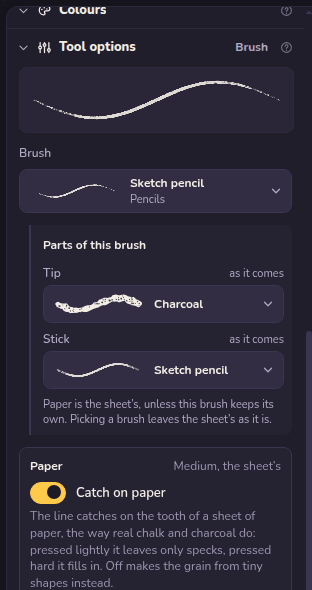 Colours
Tool options Brush
Brush
Sketch pencil
Pencils
Parts of this brush
Tip as it comes
Charcoal
Stick as it comes
Sketch pencil
Paper is the sheet’s, unless this brush keeps its
own. Picking a brush leaves the sheet’s as it is.
Paper Medium, the sheet’s
Catch on paper
The line catches on the tooth of a sheet of
paper, the way real chalk and charcoal do:
pressed lightly it leaves only specks, pressed
hard it fills in. Off makes the grain from tiny
shapes instead.